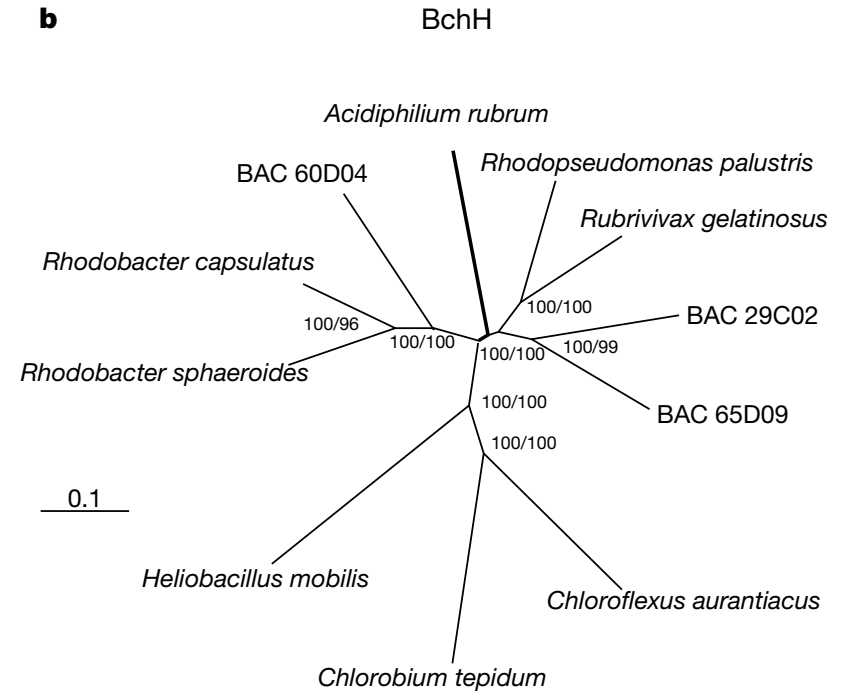 b
BchH
Acidiphilium rubrum
Rhodopseudomonas palustris
BAC 60D04
Rubrivivax gelatinosus
Rhodobacter capsulatus
100/100
BAC 29C02
100/96
100/100
100/100
100/99
Rhodobacter sphaeroides
100/100
BAC 65D09
100/100
0.1
Heliobacillus mobilis
Chloroflexus aurantiacus
Chlorobium tepidum